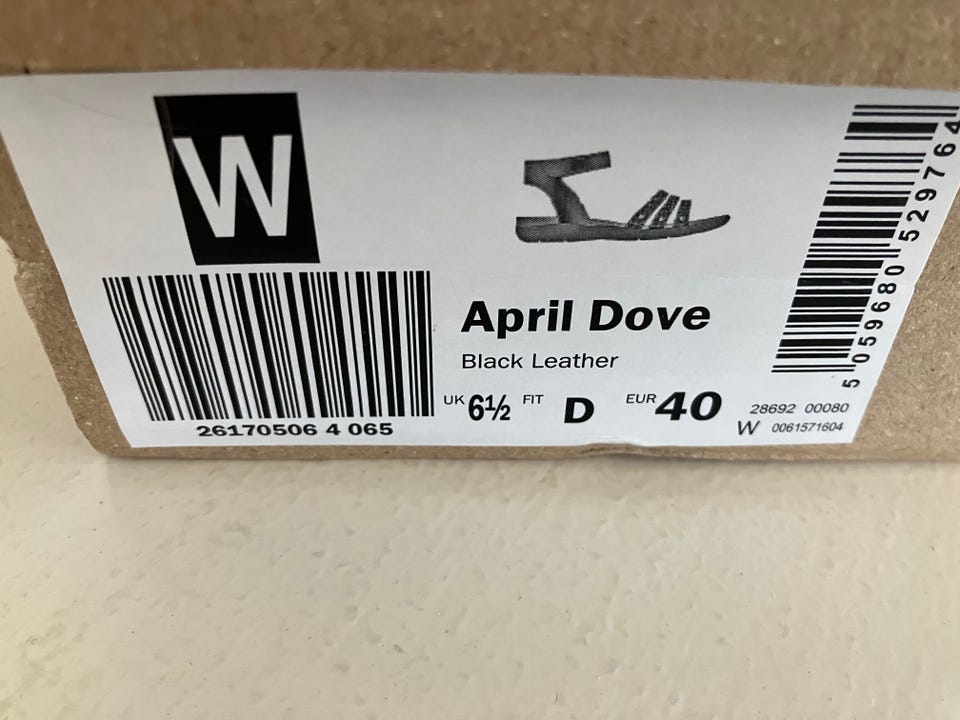 W
April Dove
Black Leather
UK 6½ FIT D EUR 40
26170506 4 065
28692 00080
W 0061571604
5 059680 529764